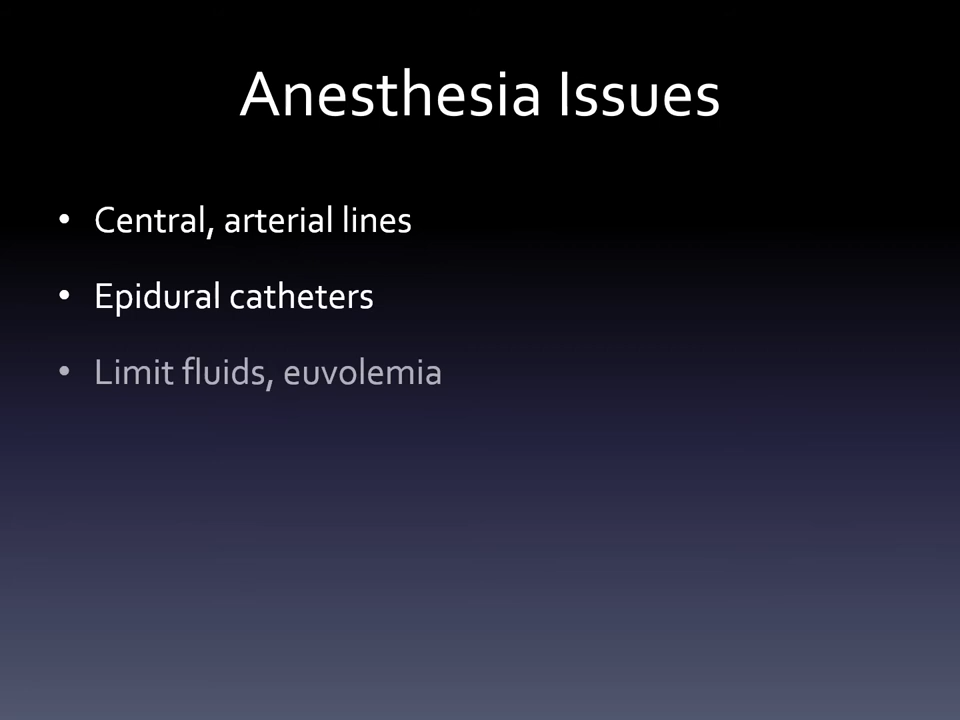 Anesthesia Issues
• Central, arterial lines
• Epidural catheters
• Limit fluids, euvolemia